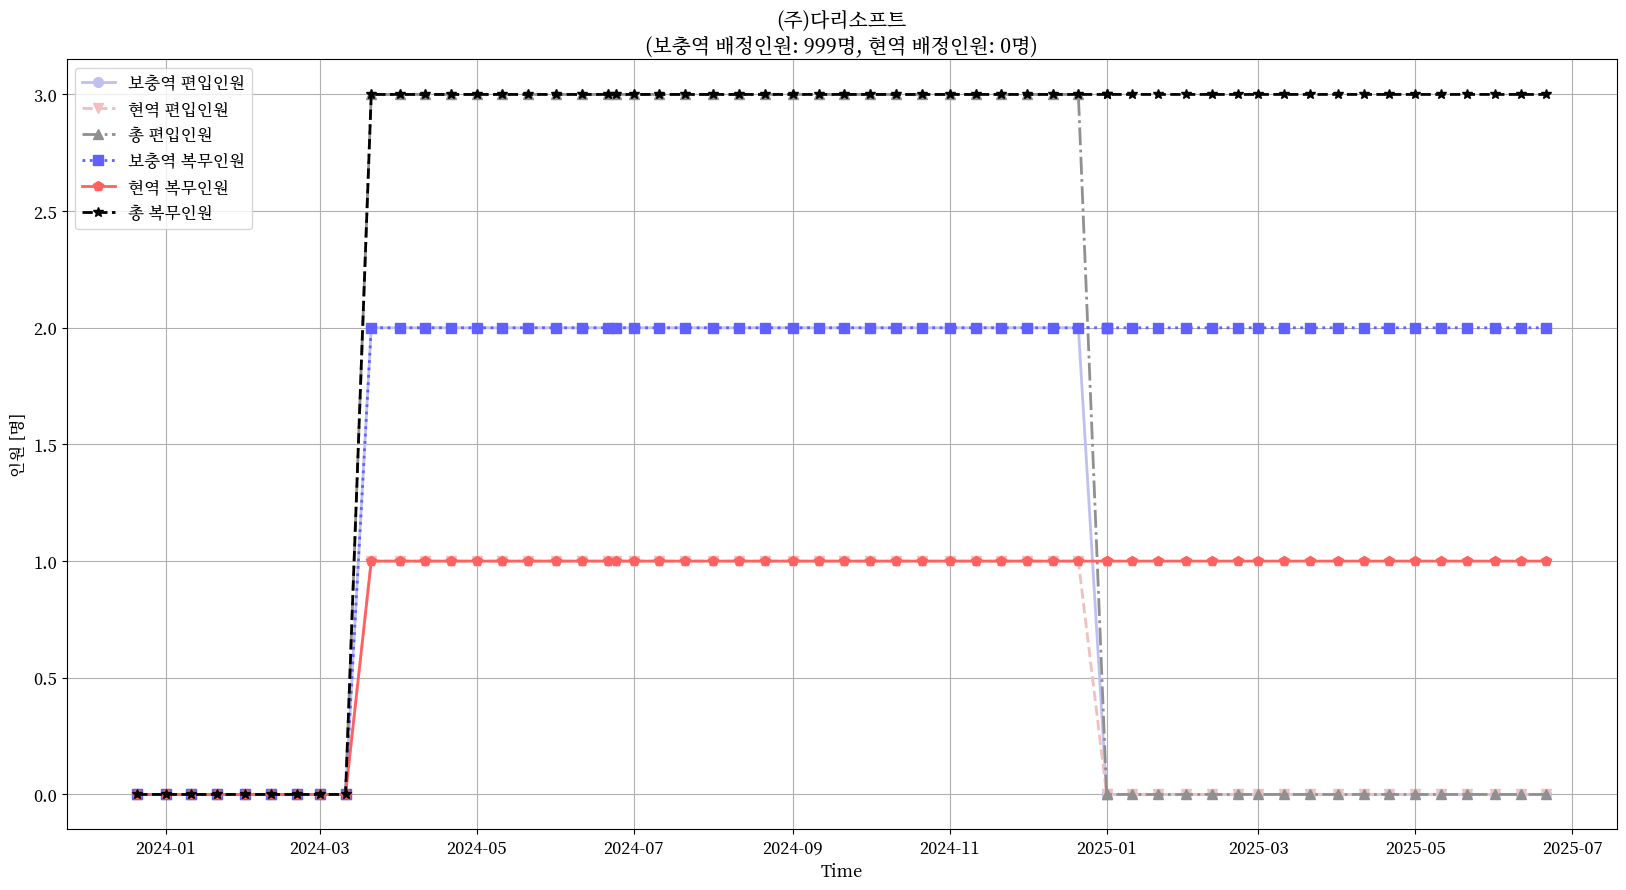 (주)다리소프트
(보충역 배정인원: 999명, 현역 배정인원: 0명)
보충역 편입인원
현역 편입인원
총 편입인원
보충역 복무인원
현역 복무인원
총 복무인원
3.0
2.5
2.0
1.5
1.0
0.5
0.0
인원 [명]
2024-01 2024-03 2024-05 2024-07 2024-09 2024-11 2025-01 2025-03 2025-05 2025-07
Time